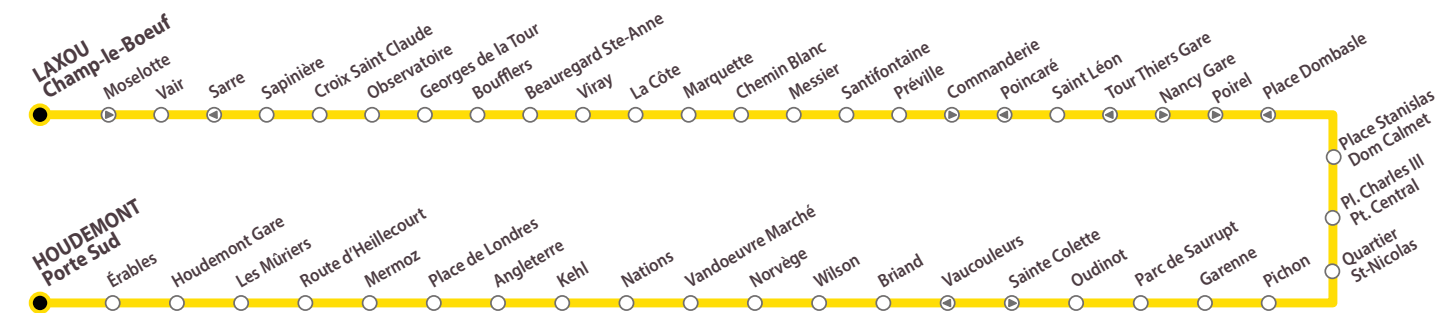 LAXOU
Champ-le-Boeuf
Moselotte
Vair
Sarre
Sapinière
Croix Saint Claude
Observatoire
Georges de la Tour
Boufflers
Beauregard Ste-Anne
Viray
La Côte
Marquette
Chemin Blanc
Messier
Santifontaine
Préville
Commanderie
Poincaré
Saint Léon
Tour Thiers Gare
Nancy Gare
Poirel
Place Dombasle
Place Stanislas
Dom Calmet
Pl. Charles III
Pt. Central
Quartier
St-Nicolas
HOUDEMONT
Porte Sud
Érables
Houdemont Gare
Les Mûriers
Route d'Heillecourt
Mermoz
Place de Londres
Angleterre
Kehl
Nations
Vandoeuvre Marché
Norvège
Wilson
Briand
Vaucouleurs
Sainte Colette
Oudinot
Parc de Saurupt
Garenne
Pichon